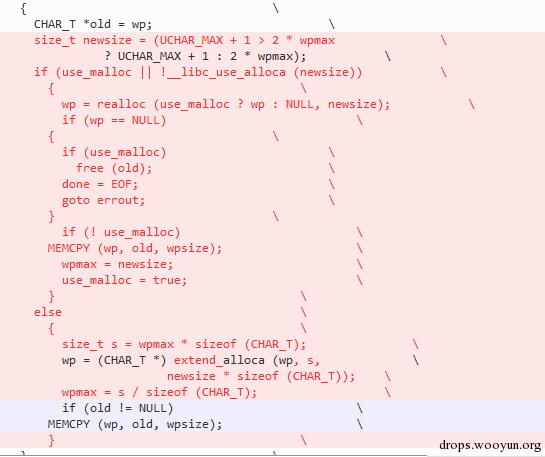 { \
CHAR_T *old = wp; \
size_t newsize = (UCHAR_MAX + 1 > 2 * wpmax \
? UCHAR_MAX + 1 : 2 * wpmax); \
if (use_malloc || !__libc_use_alloca (newsize)) \
{ \
wp = realloc (use_malloc ? wp : NULL, newsize); \
if (wp == NULL) \
{ \
if (use_malloc) \
free (old); \
done = EOF; \
goto errout; \
} \
if (! use_malloc) \
MEMCPY (wp, old, wpsize); \
wpmax = newsize; \
use_malloc = true; \
} \
else \
{ \
size_t s = wpmax * sizeof (CHAR_T); \
wp = (CHAR_T *) extend_alloca (wp, s, \
newsize * sizeof (CHAR_T)); \
wpmax = s / sizeof (CHAR_T); \
if (old != NULL) \
MEMCPY (wp, old, wpsize); \
} \
} \
drops.wooyun.org